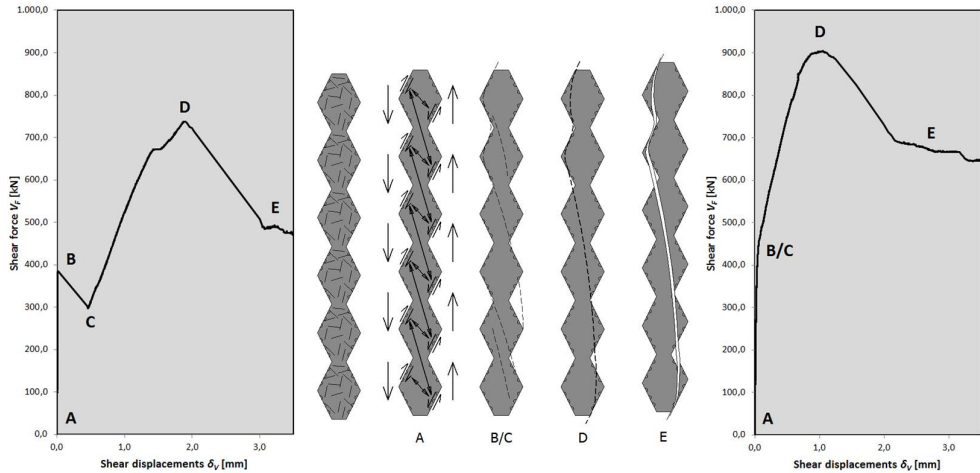 1.000,0
900,0
800,0
700,0
600,0
500,0
400,0
300,0
200,0
100,0
0,0
Shear force V_F [kN]
A
B
C
D
E
0,0 1,0 2,0 3,0
Shear displacements δ_V [mm]
A B/C D E
1.000,0
900,0
800,0
700,0
600,0
500,0
400,0
300,0
200,0
100,0
0,0
Shear force V_F [kN]
A
B/C
D
E
0,0 1,0 2,0 3,0
Shear displacements δ_V [mm]